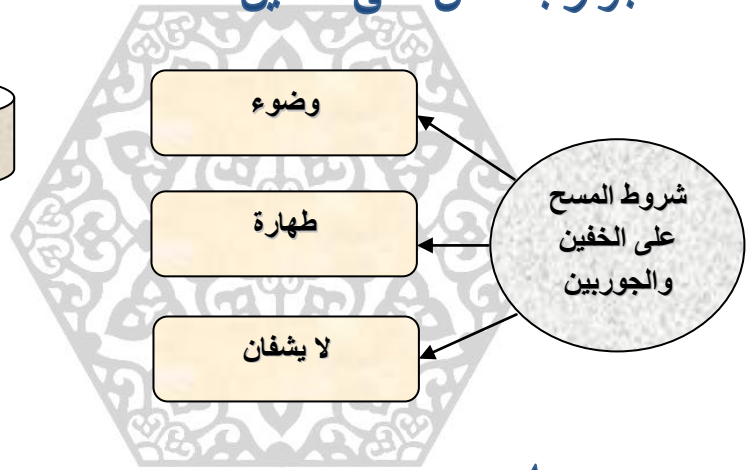 شروط المسح
على الخفين
والجوربين
وضوء
طهارة
لا يشفان